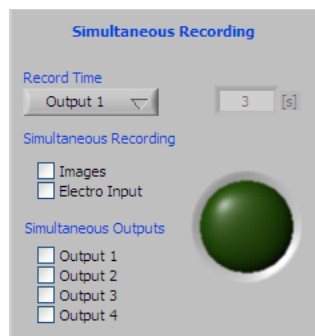 Simultaneous Recording
Record Time
Output 1 3 [s]
Simultaneous Recording
Images
Electro Input
Simultaneous Outputs
Output 1
Output 2
Output 3
Output 4